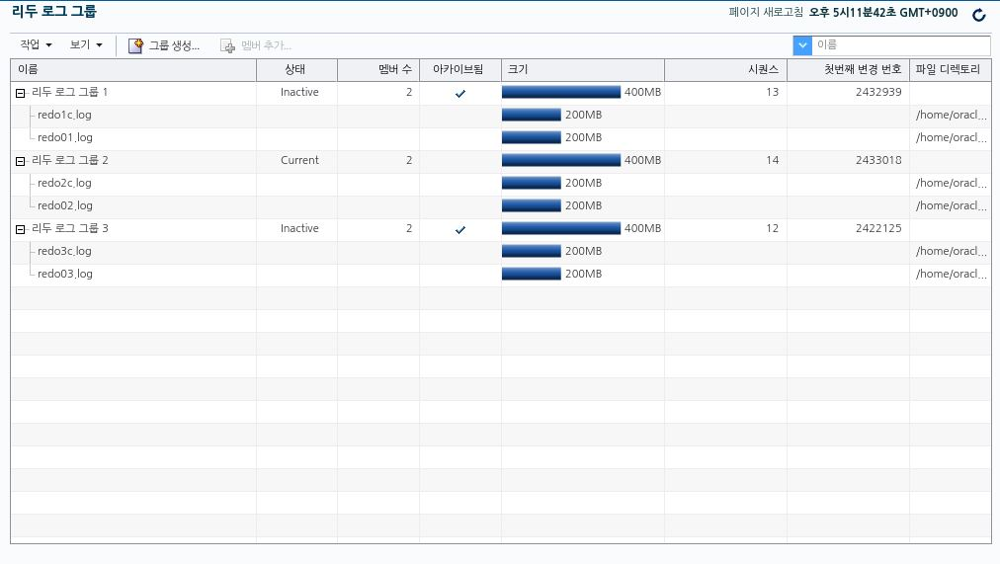 리두 로그 그룹
페이지 새로고침 오후 5시11분42초 GMT+0900
작업 보기 그룹 생성... 멤버 추가... 이름
이름 상태 멤버 수 아카이브됨 크기 시퀀스 첫번째 변경 번호 파일 디렉토리
리두 로그 그룹 1 Inactive 2 400MB 13 2432939
redo1c.log 200MB /home/oracl...
redo01.log 200MB /home/oracl...
리두 로그 그룹 2 Current 2 400MB 14 2433018
redo2c.log 200MB /home/oracl...
redo02.log 200MB /home/oracl...
리두 로그 그룹 3 Inactive 2 400MB 12 2422125
redo3c.log 200MB /home/oracl...
redo03.log 200MB /home/oracl...